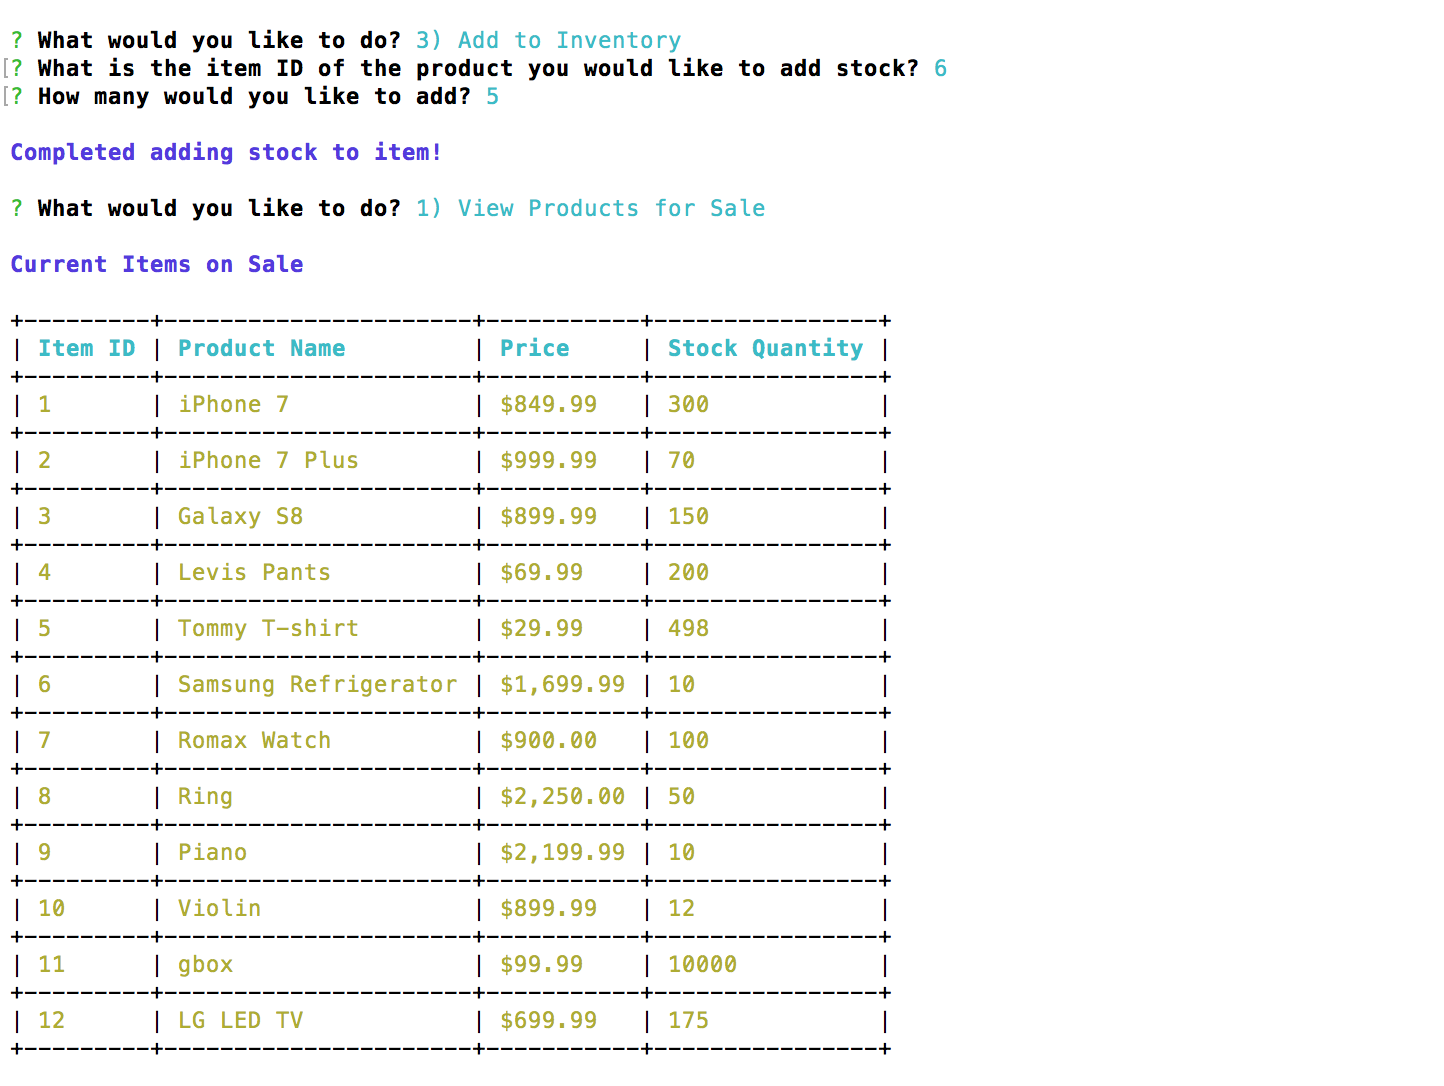 ? What would you like to do? 3) Add to Inventory
[? What is the item ID of the product you would like to add stock? 6
[? How many would you like to add? 5
Completed adding stock to item!
? What would you like to do? 1) View Products for Sale
Current Items on Sale
+---------+----------------------+-----------+----------------+
| Item ID | Product Name         | Price     | Stock Quantity |
+---------+----------------------+-----------+----------------+
| 1       | iPhone 7             | $849.99   | 300            |
+---------+----------------------+-----------+----------------+
| 2       | iPhone 7 Plus        | $999.99   | 70             |
+---------+----------------------+-----------+----------------+
| 3       | Galaxy S8            | $899.99   | 150            |
+---------+----------------------+-----------+----------------+
| 4       | Levis Pants          | $69.99    | 200            |
+---------+----------------------+-----------+----------------+
| 5       | Tommy T-shirt        | $29.99    | 498            |
+---------+----------------------+-----------+----------------+
| 6       | Samsung Refrigerator | $1,699.99 | 10             |
+---------+----------------------+-----------+----------------+
| 7       | Romax Watch          | $900.00   | 100            |
+---------+----------------------+-----------+----------------+
| 8       | Ring                 | $2,250.00 | 50             |
+---------+----------------------+-----------+----------------+
| 9       | Piano                | $2,199.99 | 10             |
+---------+----------------------+-----------+----------------+
| 10      | Violin               | $899.99   | 12             |
+---------+----------------------+-----------+----------------+
| 11      | gbox                 | $99.99    | 10000          |
+---------+----------------------+-----------+----------------+
| 12      | LG LED TV            | $699.99   | 175            |
+---------+----------------------+-----------+----------------+